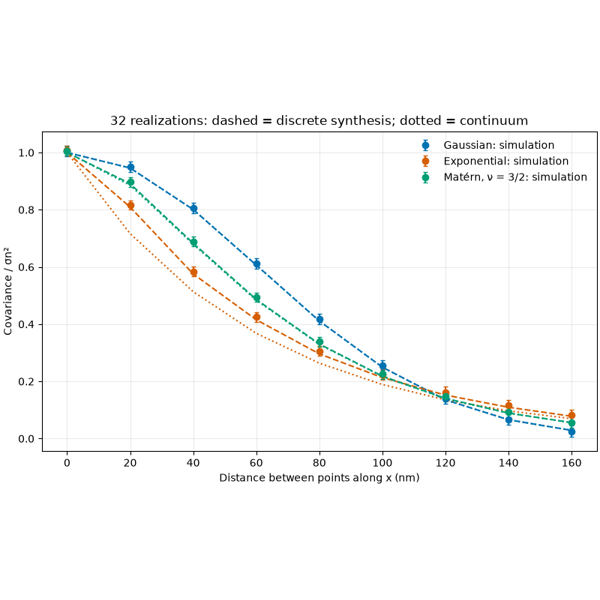 32 realizations: dashed = discrete synthesis; dotted = continuum
Gaussian: simulation
Exponential: simulation
Matérn, ν = 3/2: simulation
Covariance / σn²
1.0
0.8
0.6
0.4
0.2
0.0
0 20 40 60 80 100 120 140 160
Distance between points along x (nm)